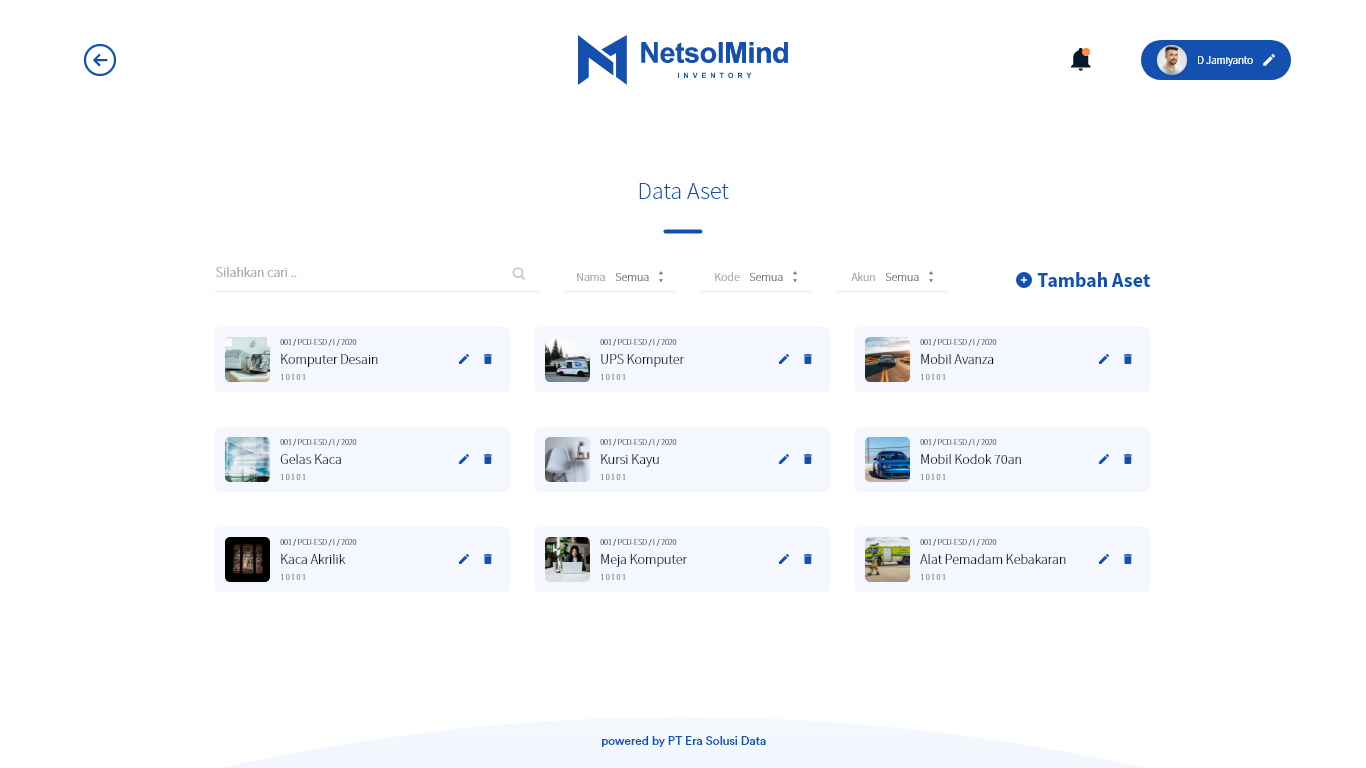 NetsolMind
INVENTORY
D Jamiyanto
Data Aset
Silahkan cari ..
Nama Semua
Kode Semua
Akun Semua
Tambah Aset
001 / PCD-ESD / I / 2020
Komputer Desain
10101
001 / PCD-ESD / I / 2020
UPS Komputer
10101
001 / PCD-ESD / I / 2020
Mobil Avanza
10101
001 / PCD-ESD / I / 2020
Gelas Kaca
10101
001 / PCD-ESD / I / 2020
Kursi Kayu
10101
001 / PCD-ESD / I / 2020
Mobil Kodok 70an
10101
001 / PCD-ESD / I / 2020
Kaca Akrilik
10101
001 / PCD-ESD / I / 2020
Meja Komputer
10101
001 / PCD-ESD / I / 2020
Alat Pemadam Kebakaran
10101
powered by PT Era Solusi Data